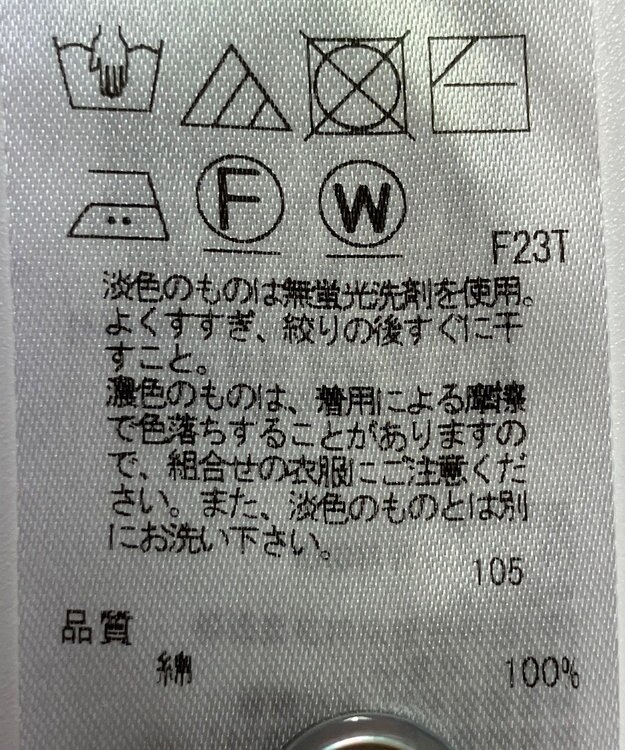 F
W
F23T
淡色のものは無蛍光洗剤を使用。
よくすすぎ、絞りの後すぐに干
すこと。
濃色のものは、着用による摩擦
で色落ちすることがありますの
で、組合せの衣服にご注意くだ
さい。また、淡色のものとは別
にお洗い下さい。
105
品質
綿 100%